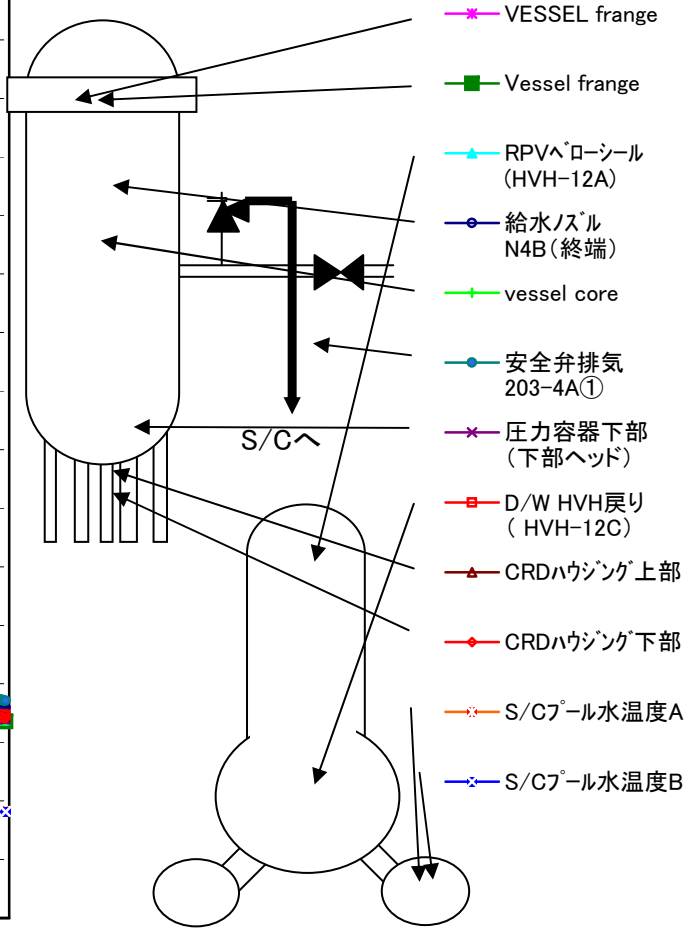 VESSEL frange
Vessel frange
RPVベローシール
(HVH-12A)
給水ノズル
N4B(終端)
vessel core
安全弁排気
203-4A①
圧力容器下部
(下部ヘッド)
D/W HVH戻り
( HVH-12C)
CRDハウジング上部
CRDハウジング下部
S/Cプール水温度A
S/Cプール水温度B
S/Cへ